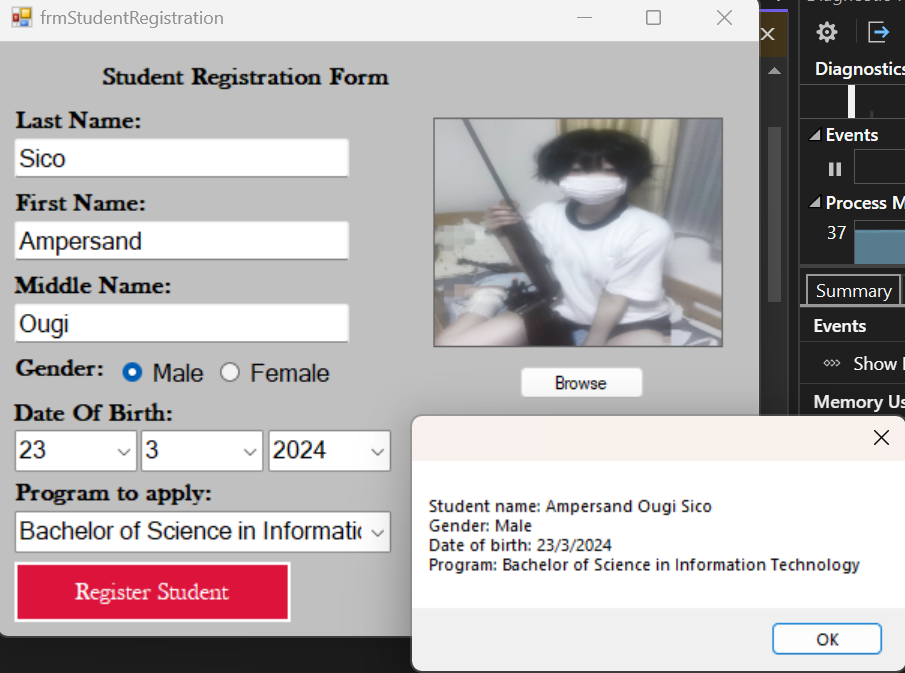 frmStudentRegistration
Student Registration Form
Last Name:
Sico
First Name:
Ampersand
Middle Name:
Ougi
Gender: Male Female
Date Of Birth:
23 3 2024
Program to apply:
Bachelor of Science in Informatic
Register Student
Browse
Student name: Ampersand Ougi Sico
Gender: Male
Date of birth: 23/3/2024
Program: Bachelor of Science in Information Technology
OK
Diagnostics
Events
Process M
37
Summary
Events
Show
Memory Us